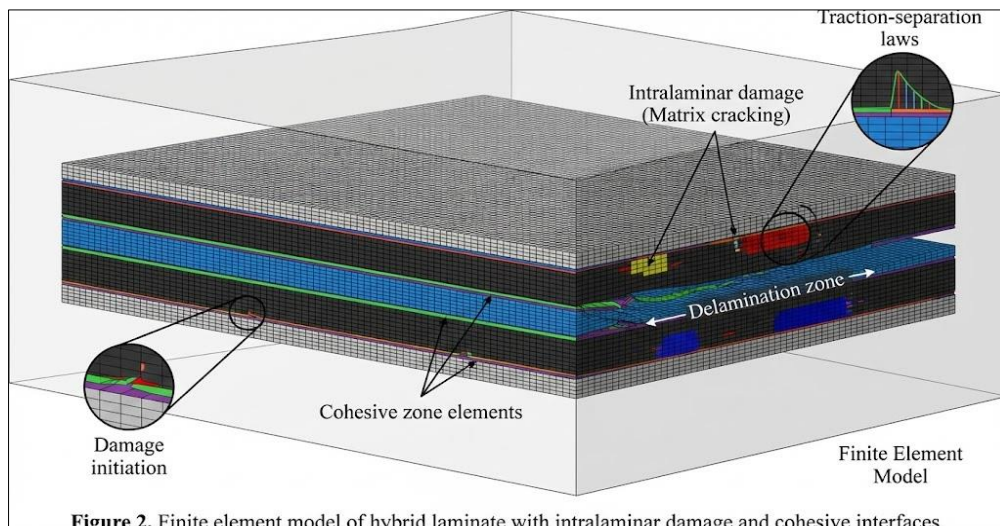 Traction-separation
laws
Intralaminar damage
(Matrix cracking)
Delamination zone
Cohesive zone elements
Damage
initiation
Finite Element
Model
Figure 2. Finite element model of hybrid laminate with intralaminar damage and cohesive interfaces